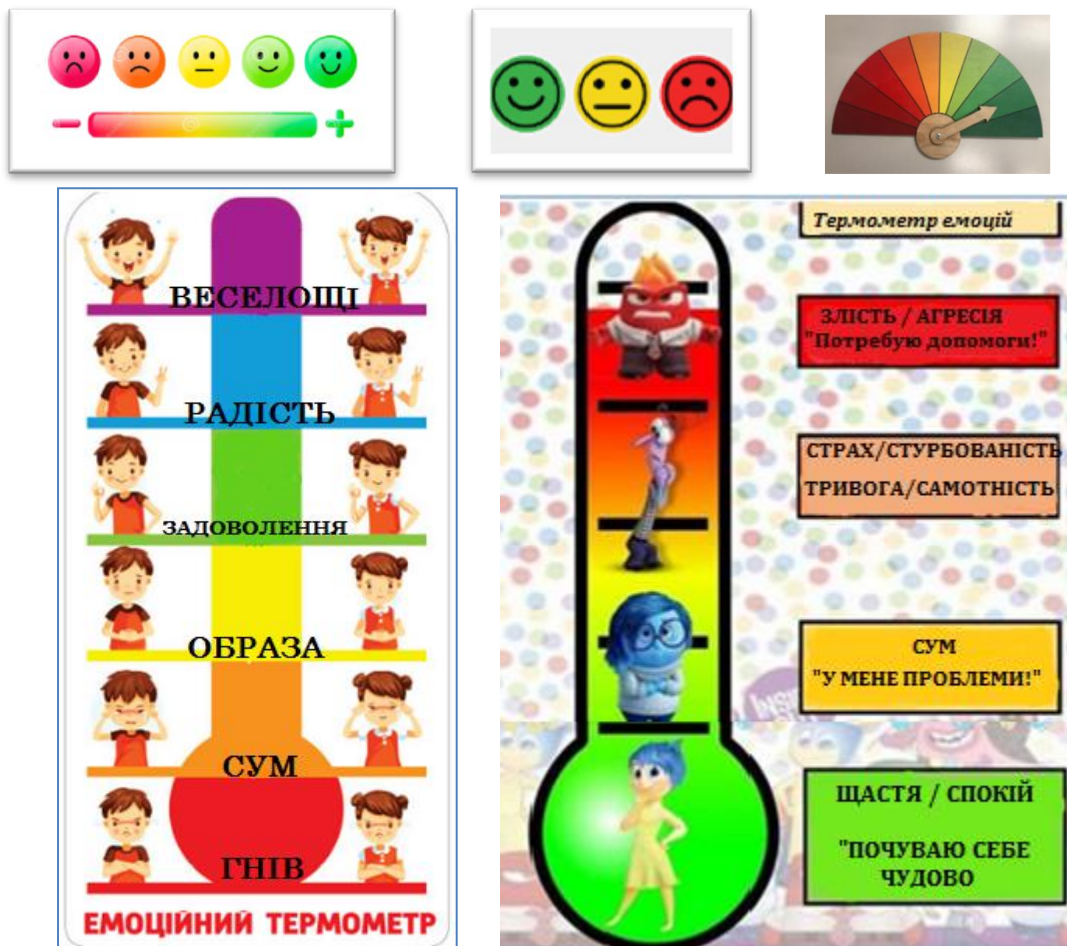 ВЕСЕЛОЩІ
РАДІСТЬ
ЗАДОВОЛЕННЯ
ОБРАЗА
СУМ
ГНІВ
ЕМОЦІЙНИЙ ТЕРМОМЕТР
Термометр емоцій
ЗЛІСТЬ / АГРЕСІЯ
"Потребую допомоги!"
СТРАХ/СТУРБОВАНІСТЬ
ТРИВОГА/САМОТНІСТЬ
СУМ
"У МЕНЕ ПРОБЛЕМИ!"
ЩАСТЯ / СПОКІЙ
"ПОЧУВАЮ СЕБЕ
ЧУДОВО